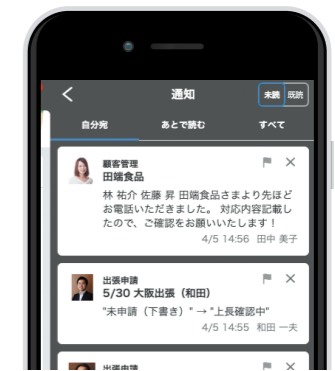 通知
未読 既読
自分宛 あとで読む すべて
顧客管理
田端食品
林 祐介 佐藤 昇 田端食品さまより先ほど
お電話いただきました。 対応内容記載し
たので、ご確認をお願いいたします！
4/5 14:56 田中 美子
出張申請
5/30 大阪出張（和田）
"未申請（下書き）" → "上長確認中"
4/5 14:55 和田 一夫
出張申請